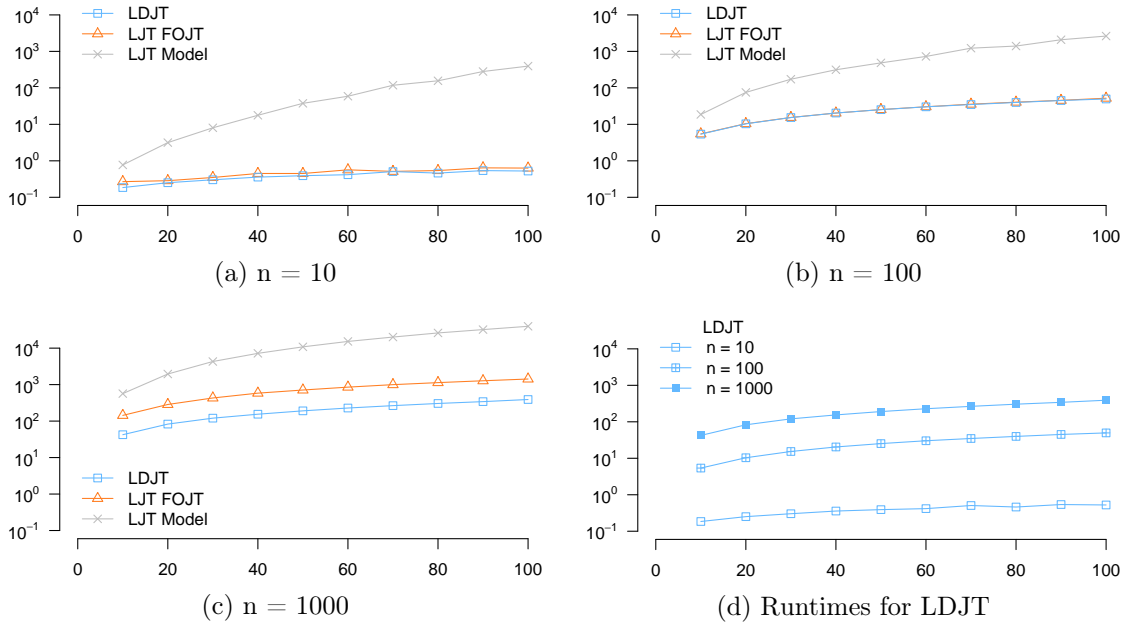 10^4
10^3
10^2
10^1
10^0
10^−1
LDJT
LJT FOJT
LJT Model
0 20 40 60 80 100
(a) n = 10
10^4
10^3
10^2
10^1
10^0
10^−1
LDJT
LJT FOJT
LJT Model
0 20 40 60 80 100
(b) n = 100
10^4
10^3
10^2
10^1
10^0
10^−1
LDJT
LJT FOJT
LJT Model
0 20 40 60 80 100
(c) n = 1000
LDJT
n = 10
n = 100
n = 1000
10^4
10^3
10^2
10^1
10^0
10^−1
0 20 40 60 80 100
(d) Runtimes for LDJT